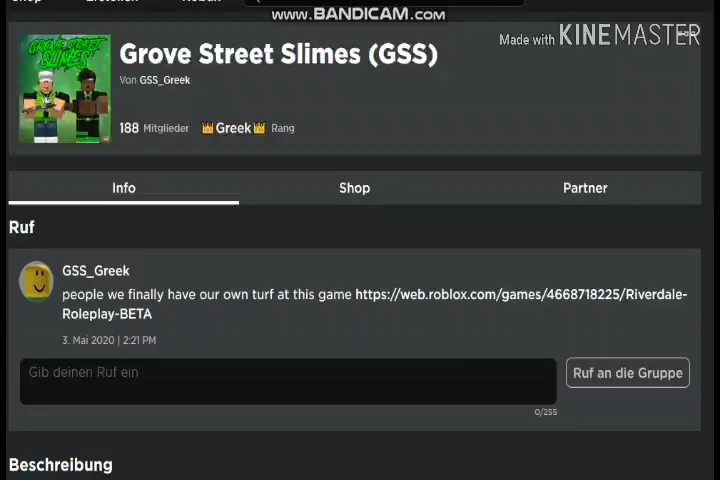 www.BANDICAM.com
Made with KINEMASTER
GROVE STREET
SLIMES
Grove Street Slimes (GSS)
Von GSS_Greek
188 Mitglieder 👑Greek👑 Rang
Info Shop Partner
Ruf
GSS_Greek
people we finally have our own turf at this game https://web.roblox.com/games/4668718225/Riverdale-
Roleplay-BETA
3. Mai 2020 | 2:21 PM
Gib deinen Ruf ein
Ruf an die Gruppe
0/255
Beschreibung